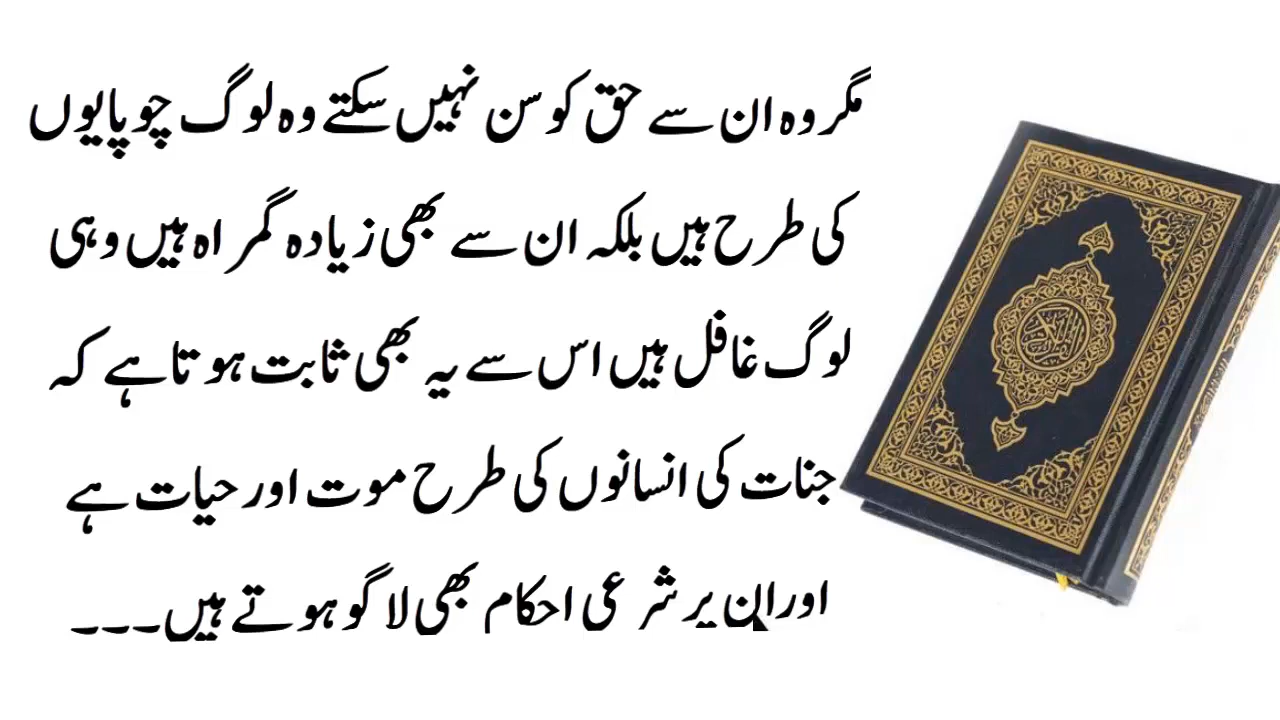 مگر وہ ان سے حق کو سن نہیں سکتے وہ لوگ چوپایوں
کی طرح ہیں بلکہ ان سے بھی زیادہ گمراہ ہیں وہی
لوگ غافل ہیں اس سے یہ بھی ثابت ہوتا ہے کہ
جنات کی انسانوں کی طرح موت اور حیات ہے
اور ان پر شرعی احکام بھی لاگو ہوتے ہیں۔۔۔